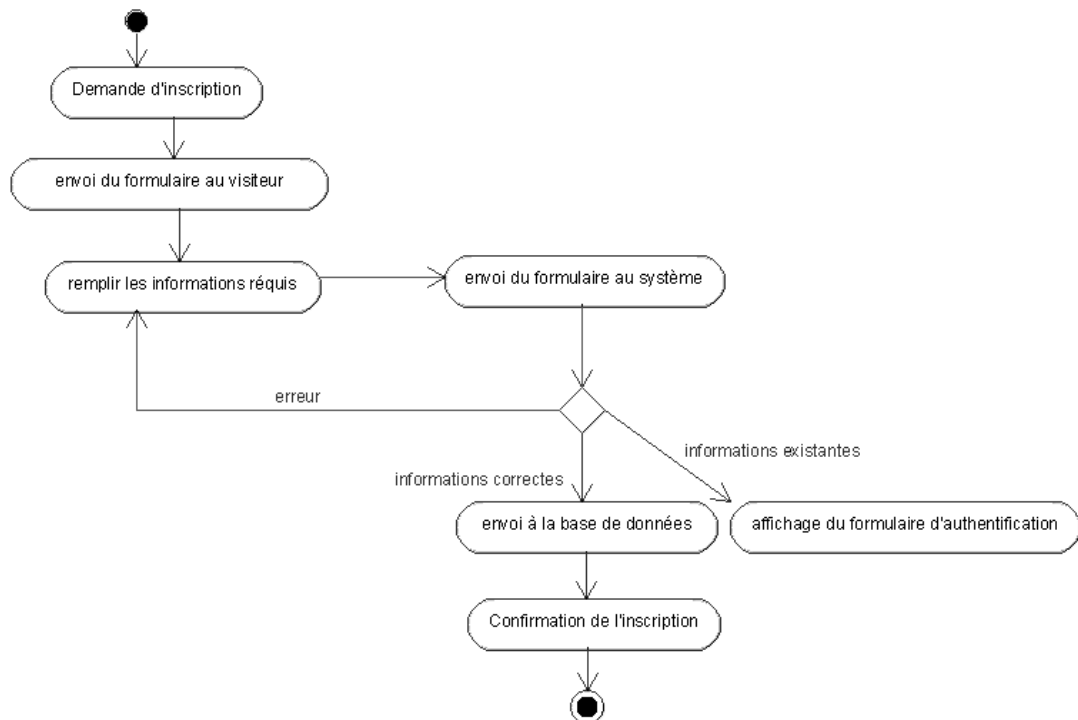 Demande d'inscription
envoi du formulaire au visiteur
remplir les informations réquis
envoi du formulaire au système
erreur
informations existantes
informations correctes
envoi à la base de données
affichage du formulaire d'authentification
Confirmation de l'inscription